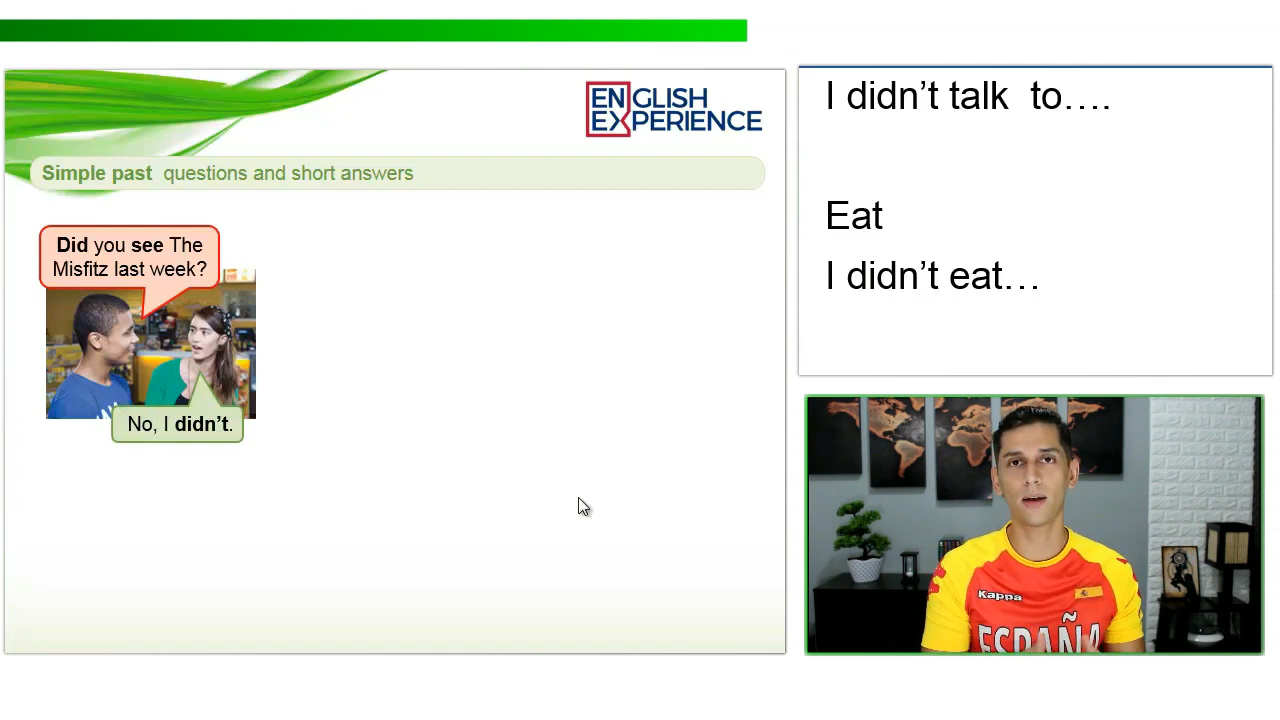 ENGLISH
EXPERIENCE
Simple past questions and short answers
Did you see The
Misfitz last week?
No, I didn't.
I didn't talk to….
Eat
I didn't eat…
Kappa
ESPAÑA